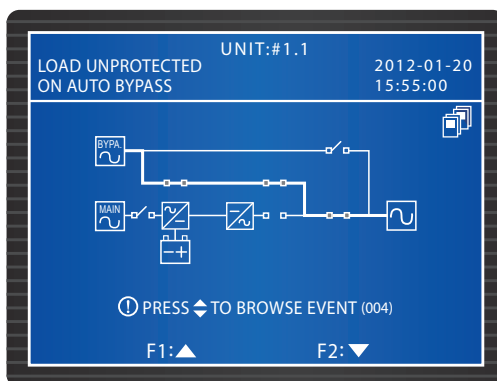 UNIT:#1.1
LOAD UNPROTECTED
ON AUTO BYPASS
2012-01-20
15:55:00
BYPA.
MAIN
PRESS TO BROWSE EVENT (004)
F1:
F2: